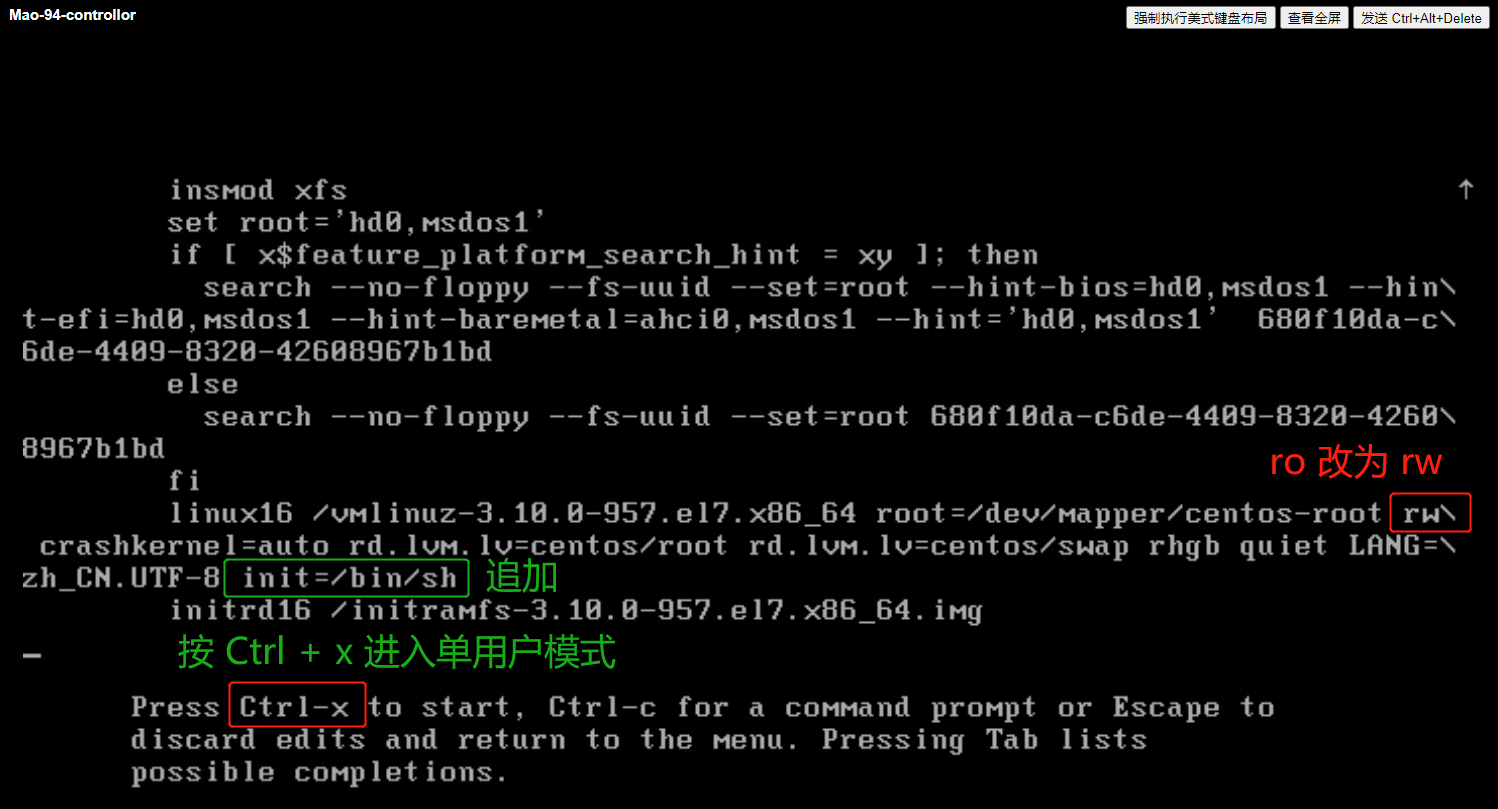 Mao-94-controllor
强制执行美式键盘布局 查看全屏 发送 Ctrl+Alt+Delete
insmod xfs ↑
set root='hd0,msdos1'
if [ x$feature_platform_search_hint = xy ]; then
search --no-floppy --fs-uuid --set=root --hint-bios=hd0,msdos1 --hin\
t-efi=hd0,msdos1 --hint-baremetal=ahci0,msdos1 --hint='hd0,msdos1'  680f10da-c\
6de-4409-8320-42608967b1bd
else
search --no-floppy --fs-uuid --set=root 680f10da-c6de-4409-8320-4260\
8967b1bd
ro 改为 rw
fi
linux16 /vmlinuz-3.10.0-957.el7.x86_64 root=/dev/mapper/centos-root rw\
crashkernel=auto rd.lvm.lv=centos/root rd.lvm.lv=centos/swap rhgb quiet LANG=\
zh_CN.UTF-8 init=/bin/sh 追加
initrd16 /initramfs-3.10.0-957.el7.x86_64.img
按 Ctrl + x 进入单用户模式
Press Ctrl-x to start, Ctrl-c for a command prompt or Escape to
discard edits and return to the menu. Pressing Tab lists
possible completions.